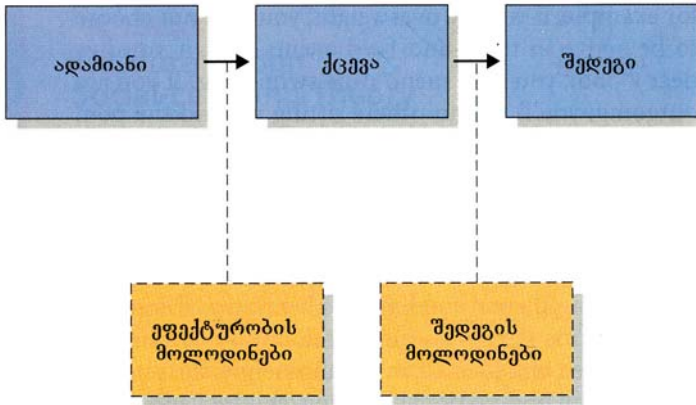 ადამიანი
ქცევა
შედეგი
ეფექტურობის
მოლოდინები
შედეგის
მოლოდინები